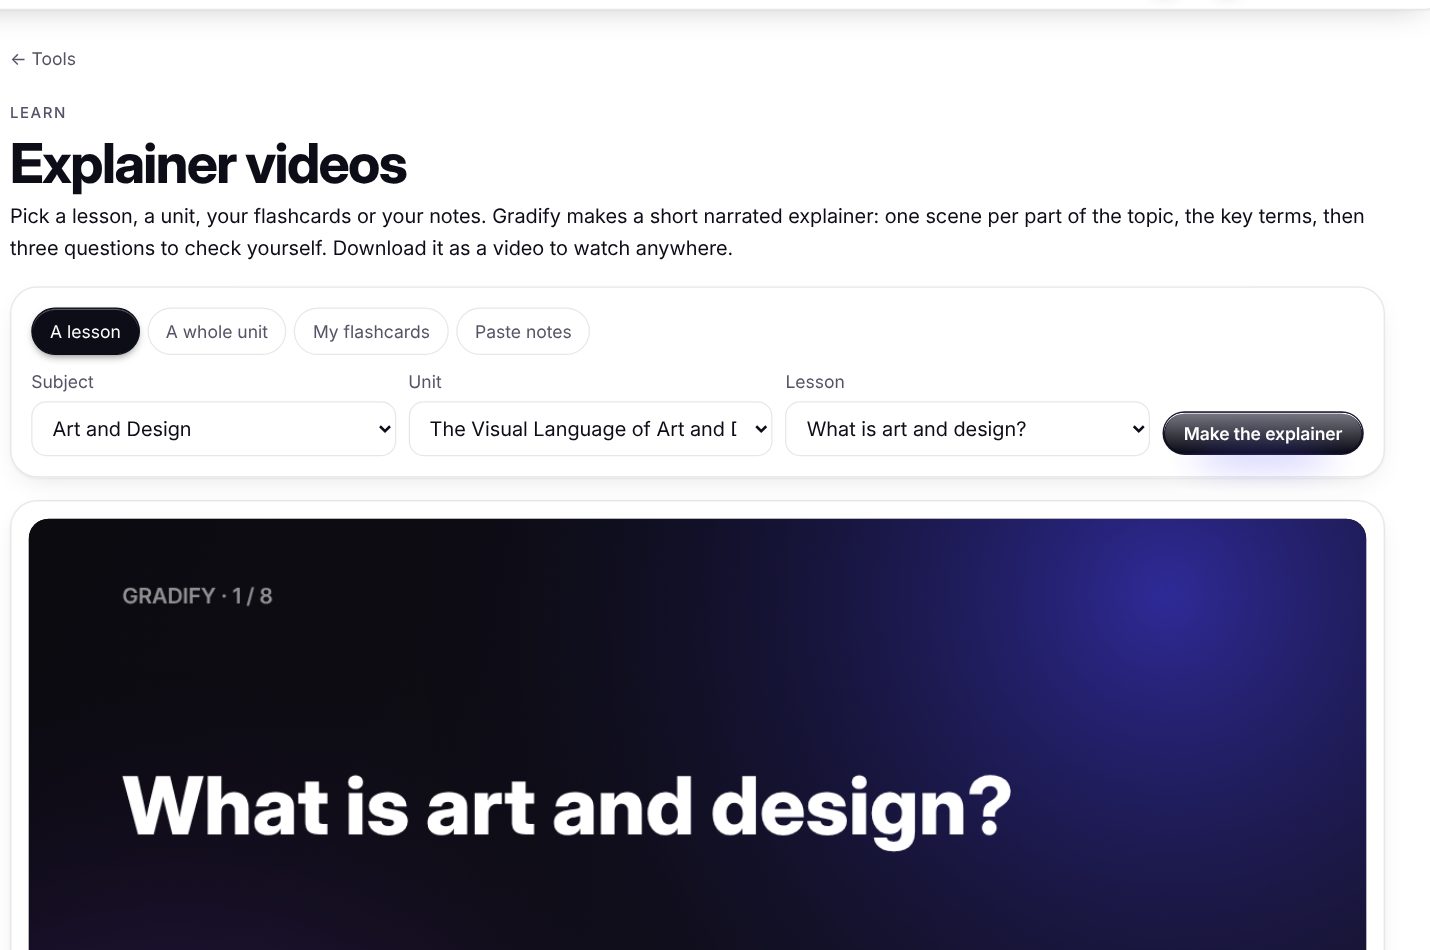 ← Tools
LEARN
Explainer videos
Pick a lesson, a unit, your flashcards or your notes. Gradify makes a short narrated explainer: one scene per part of the topic, the key terms, then
three questions to check yourself. Download it as a video to watch anywhere.
A lesson
A whole unit
My flashcards
Paste notes
Subject
Unit
Lesson
Art and Design
The Visual Language of Art and
What is art and design?
Make the explainer
GRADIFY · 1 / 8
What is art and design?